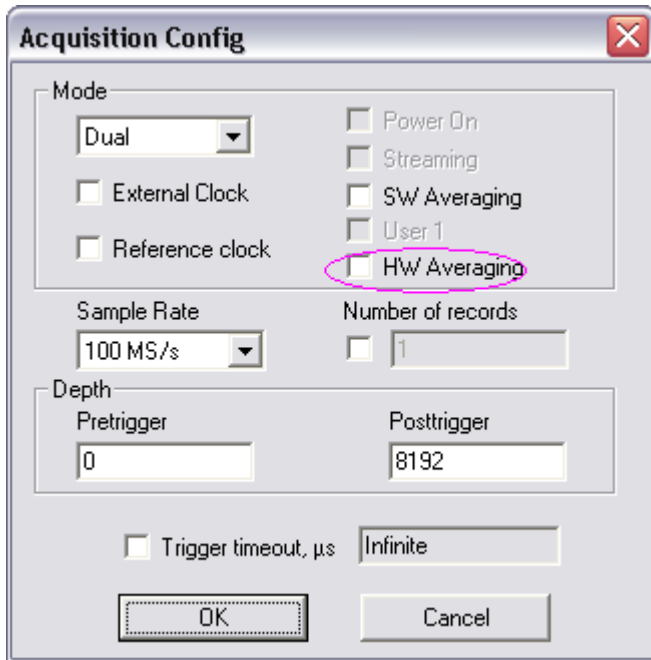 Acquisition Config
Mode
Dual
External Clock
Reference clock
Power On
Streaming
SW Averaging
User 1
HW Averaging
Sample Rate
100 MS/s
Number of records
1
Depth
Pretrigger
0
Posttrigger
8192
Trigger timeout, µs
Infinite
OK
Cancel